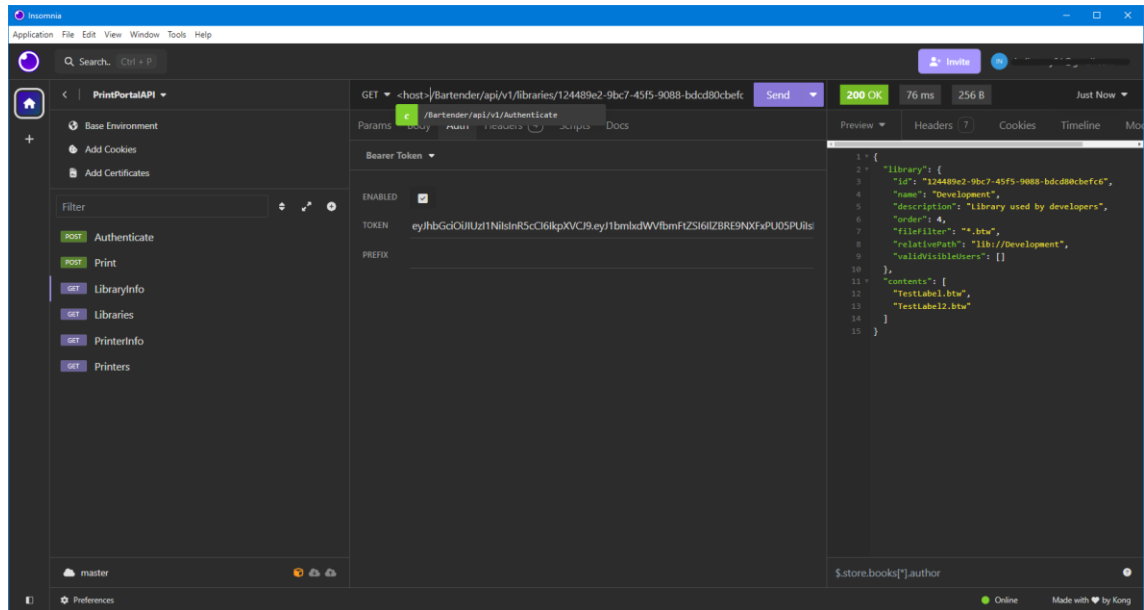 Insomnia
Application File Edit View Window Tools Help
Search.. Ctrl + P
Invite
IN
PrintPortalAPI
Base Environment
Add Cookies
Add Certificates
Filter
POST Authenticate
POST Print
GET LibraryInfo
GET Libraries
GET PrinterInfo
GET Printers
master
Preferences
GET <host>/Bartender/api/v1/libraries/124489e2-9bc7-45f5-9088-bdcd80cbefc Send
c /Bartender/api/v1/Authenticate
Params Body Auth Headers 4 Scripts Docs
Bearer Token
ENABLED
TOKEN
PREFIX
200 OK 76 ms 256 B Just Now
Preview Headers 7 Cookies Timeline Moc
1 {
2 "library": {
3 "id": "124489e2-9bc7-45f5-9088-bdcd80cbefc6",
4 "name": "Development",
5 "description": "Library used by developers",
6 "order": 4,
7 "fileFilter": "*.btw",
8 "relativePath": "lib://Development",
9 "validVisibleUsers": []
10 },
11 "contents": [
12 "TestLabel.btw",
13 "TestLabel2.btw"
14 ]
15 }
$.store.books[*].author
Online Made with ♥ by Kong